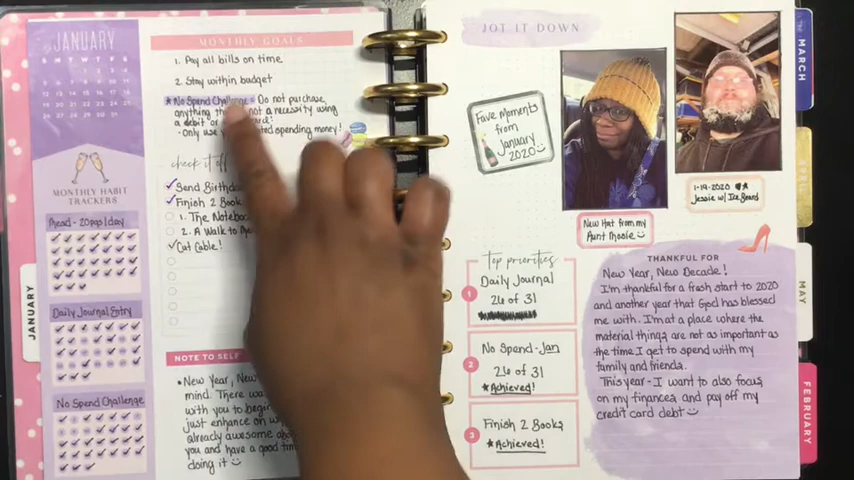 JANUARY
S M T W T F S
MONTHLY HABIT
TRACKERS
Read - 20pgs/day
Daily Journal Entry
No Spend Challenge
JANUARY
MONTHLY GOALS
1. Pay all bills on time
2. Stay within budget
★No Spend Challenge★ Do not purchase
anything not a necessity using
a debit or
- Only use spending money!
check it off
Send Birthd
Finish 2 Book
1. The Notebo
2. A Walk to
Cut Cable!
NOTE TO SELF
• New Year, New
mind. There
with you to begin
just enhance on
already awesome
you and have a good
doing it
JOT IT DOWN
Fave Moments
from
January
2020
New Hat from my
Aunt Moole
1-19-2020
Jessie w/ Ice Beard
top priorities
1
Daily Journal
26 of 31
2
No Spend-Jan
26 of 31
★Achieved!
3
Finish 2 Books
★Achieved!
THANKFUL FOR
New Year, New Decade!
I'm thankful for a fresh start to 2020
and another year that God has blessed
me with. I'm at a place where the
material things are not as important as
the time I get to spend with my
family and friends.
This year - I want to also focus
on my finances and pay off my
credit card debt
MARCH
APRIL
MAY
FEBRUARY